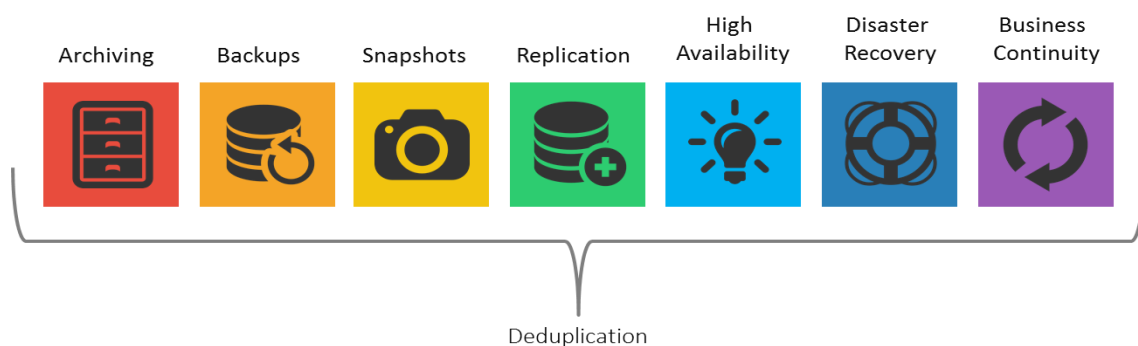 Archiving
Backups
Snapshots
Replication
High
Availability
Disaster
Recovery
Business
Continuity
Deduplication